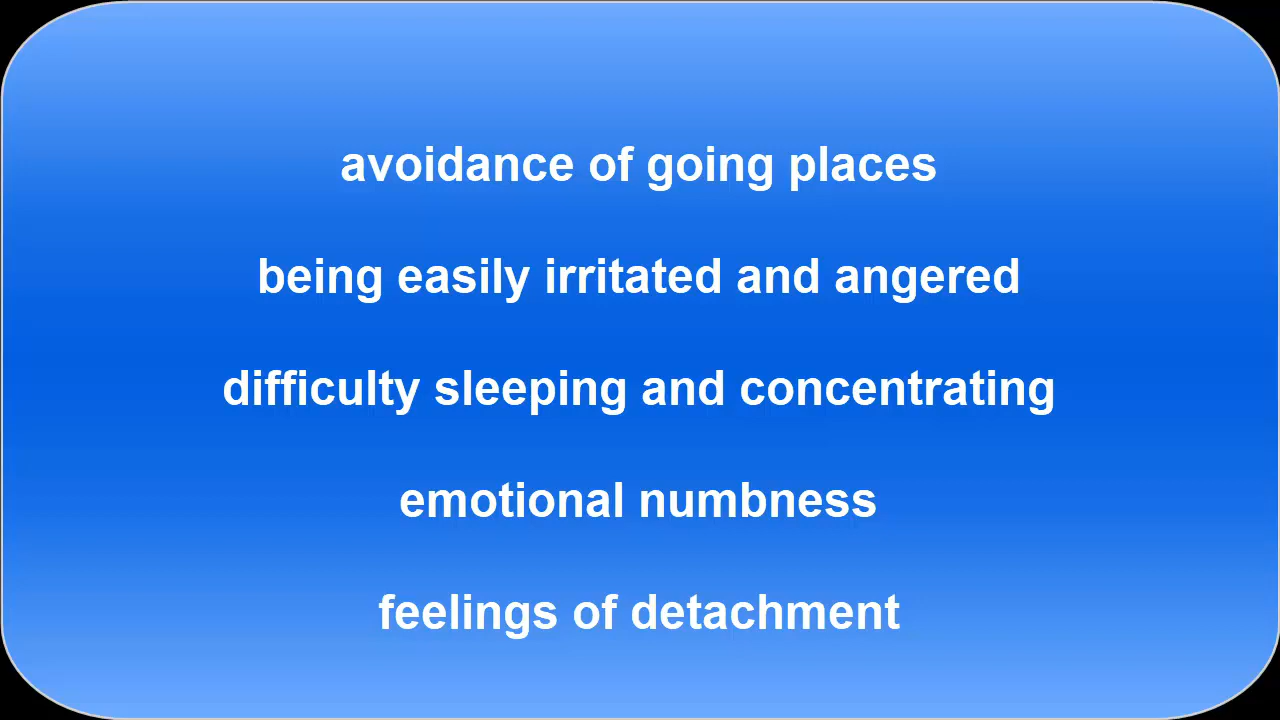 avoidance of going places
being easily irritated and angered
difficulty sleeping and concentrating
emotional numbness
feelings of detachment